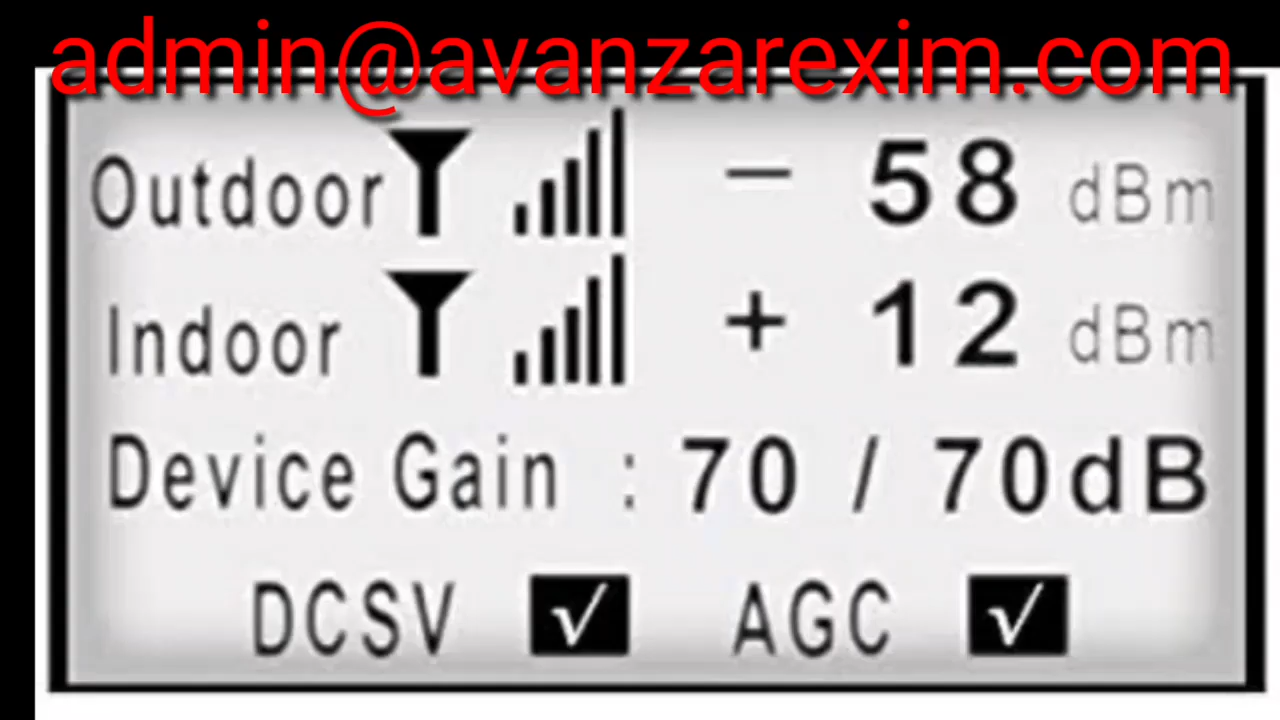 admin@avanzarexim.com
Outdoor − 58 dBm
Indoor + 12 dBm
Device Gain : 70 / 70dB
DCSV √ AGC √